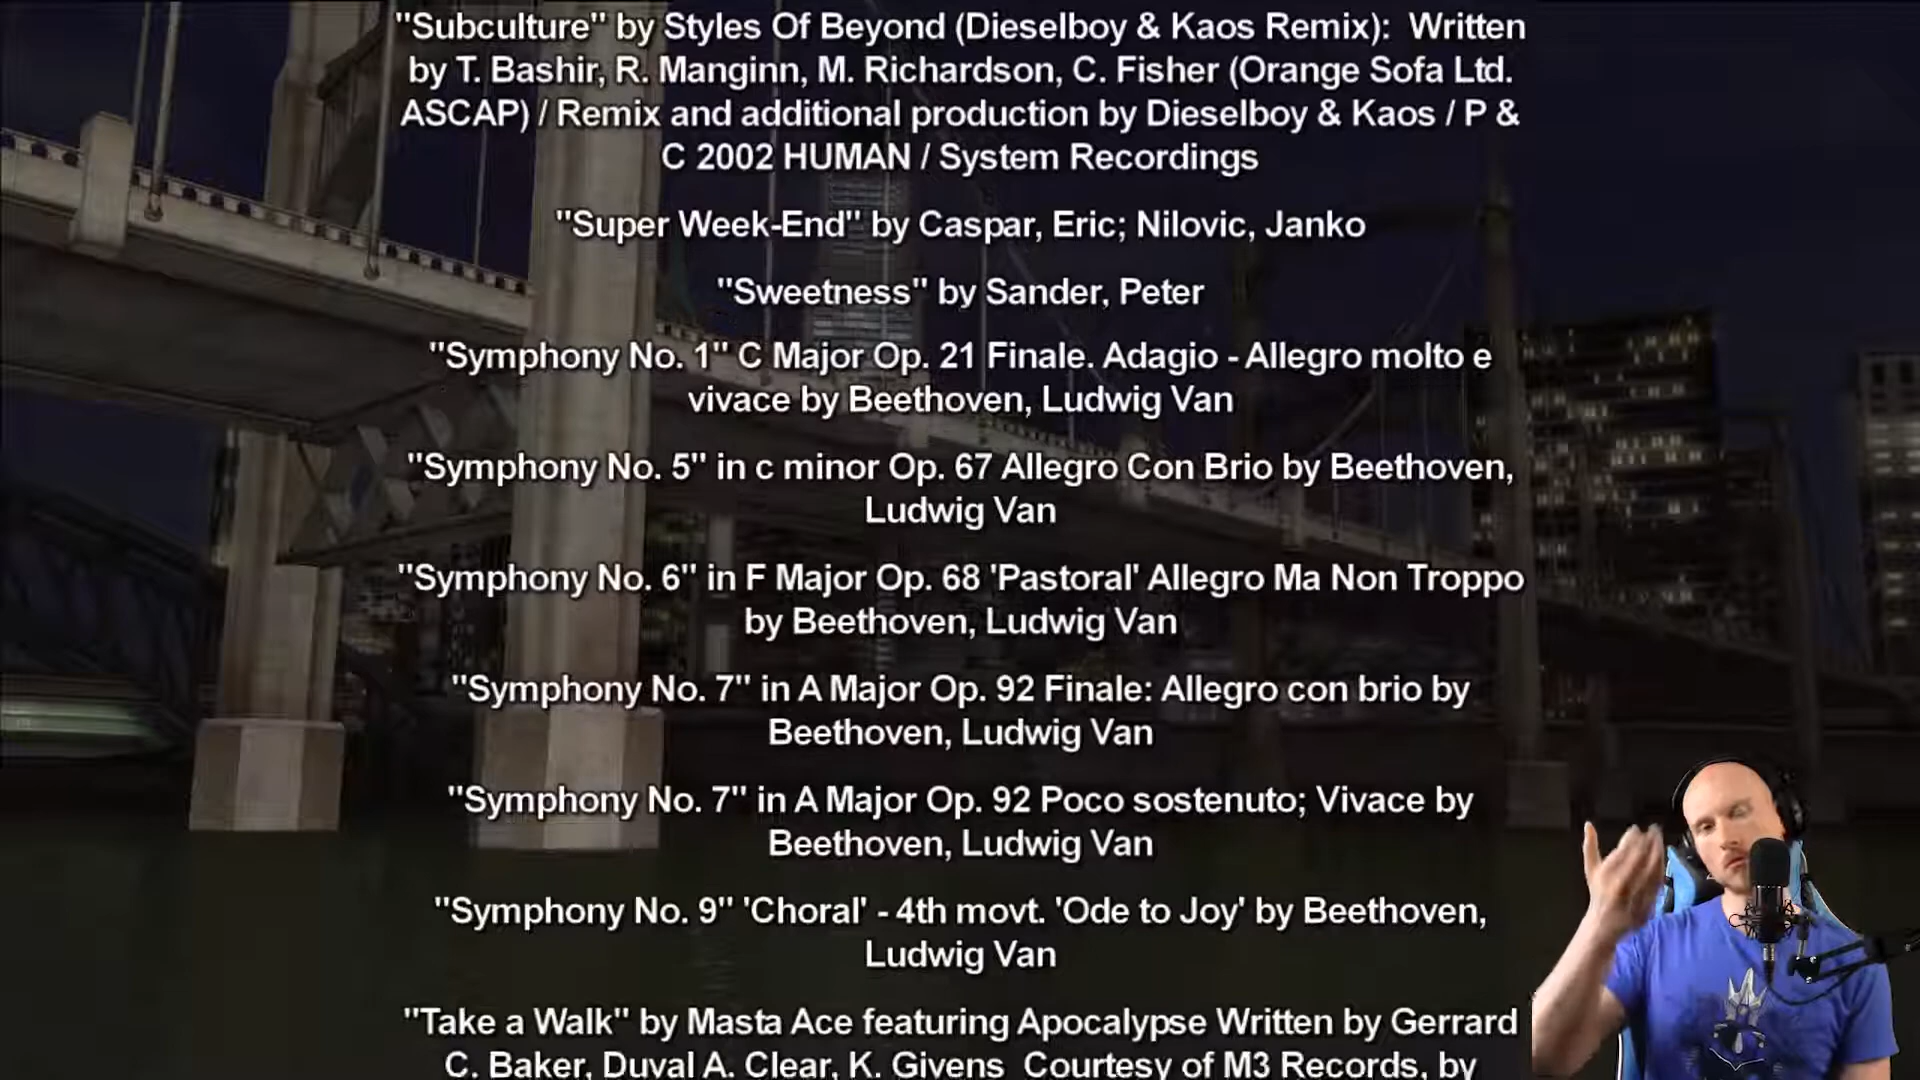 "Subculture" by Styles Of Beyond (Dieselboy & Kaos Remix):  Written
by T. Bashir, R. Manginn, M. Richardson, C. Fisher (Orange Sofa Ltd.
ASCAP) / Remix and additional production by Dieselboy & Kaos / P &
C 2002 HUMAN / System Recordings
"Super Week-End" by Caspar, Eric; Nilovic, Janko
"Sweetness" by Sander, Peter
"Symphony No. 1" C Major Op. 21 Finale. Adagio - Allegro molto e
vivace by Beethoven, Ludwig Van
"Symphony No. 5" in c minor Op. 67 Allegro Con Brio by Beethoven,
Ludwig Van
"Symphony No. 6" in F Major Op. 68 'Pastoral' Allegro Ma Non Troppo
by Beethoven, Ludwig Van
"Symphony No. 7" in A Major Op. 92 Finale: Allegro con brio by
Beethoven, Ludwig Van
"Symphony No. 7" in A Major Op. 92 Poco sostenuto; Vivace by
Beethoven, Ludwig Van
"Symphony No. 9" 'Choral' - 4th movt. 'Ode to Joy' by Beethoven,
Ludwig Van
"Take a Walk" by Masta Ace featuring Apocalypse Written by Gerrard
C. Baker, Duval A. Clear, K. Givens  Courtesy of M3 Records, by